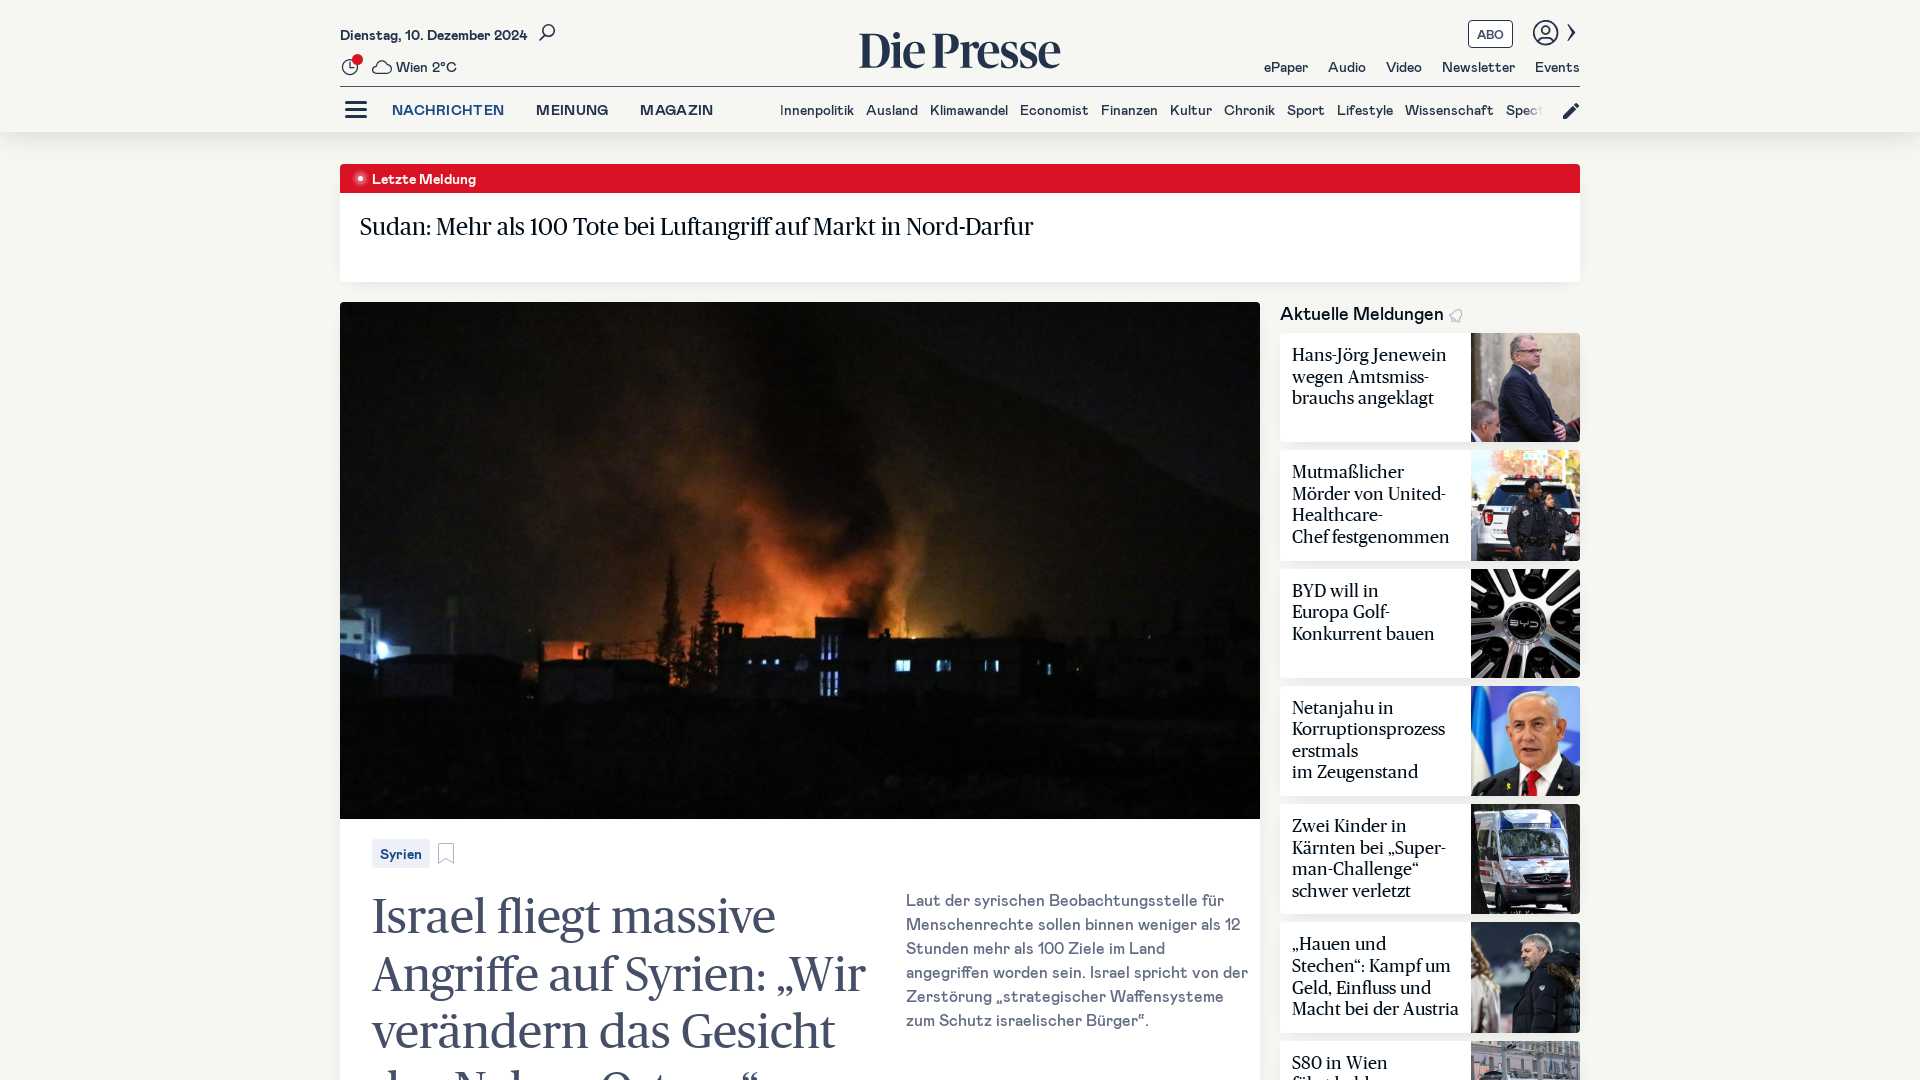 Dienstag, 10. Dezember 2024
Wien 2°C
Die Presse
ABO
ePaper Audio Video Newsletter Events
NACHRICHTEN MEINUNG MAGAZIN Innenpolitik Ausland Klimawandel Economist Finanzen Kultur Chronik Sport Lifestyle Wissenschaft Spect
Letzte Meldung
Sudan: Mehr als 100 Tote bei Luftangriff auf Markt in Nord-Darfur
Syrien
Israel fliegt massive
Angriffe auf Syrien: „Wir
verändern das Gesicht
Laut der syrischen Beobachtungsstelle für
Menschenrechte sollen binnen weniger als 12
Stunden mehr als 100 Ziele im Land
angegriffen worden sein. Israel spricht von der
Zerstörung „strategischer Waffensysteme
zum Schutz israelischer Bürger“.
Aktuelle Meldungen
Hans-Jörg Jenewein
wegen Amtsmiss-
brauchs angeklagt
Mutmaßlicher
Mörder von United-
Healthcare-
Chef festgenommen
BYD will in
Europa Golf-
Konkurrent bauen
BYD
Netanjahu in
Korruptionsprozess
erstmals
im Zeugenstand
Zwei Kinder in
Kärnten bei „Super-
man-Challenge“
schwer verletzt
„Hauen und
Stechen“: Kampf um
Geld, Einfluss und
Macht bei der Austria
S80 in Wien